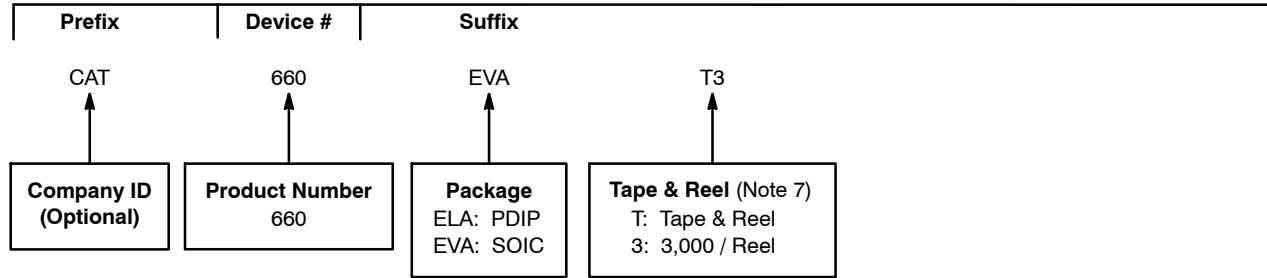 Prefix
Device #
Suffix
CAT
660
EVA
T3
Company ID
(Optional)
Product Number
660
Package
ELA: PDIP
EVA: SOIC
Tape & Reel (Note 7)
T: Tape & Reel
3: 3,000 / Reel